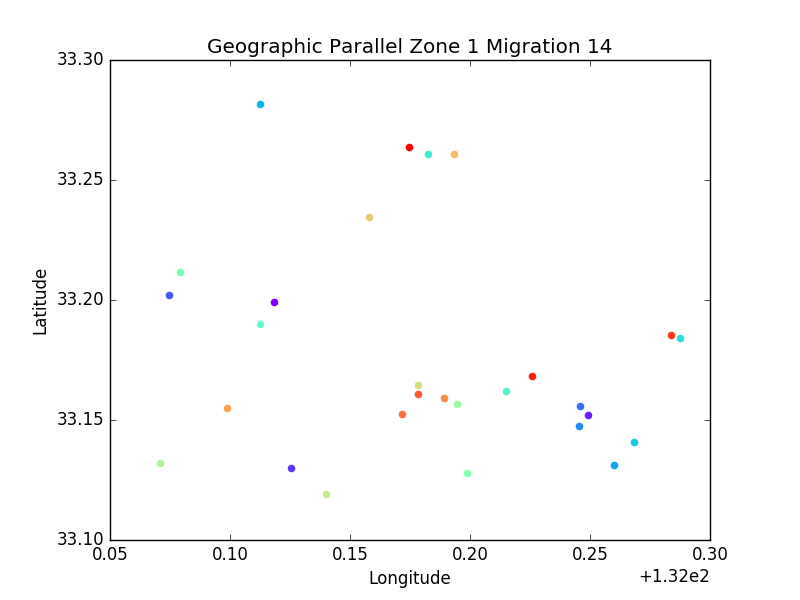 Geographic Parallel Zone 1 Migration 14
33.30
33.25
33.20
33.15
33.10
Latitude
0.05 0.10 0.15 0.20 0.25 0.30
Longitude
+1.32e2